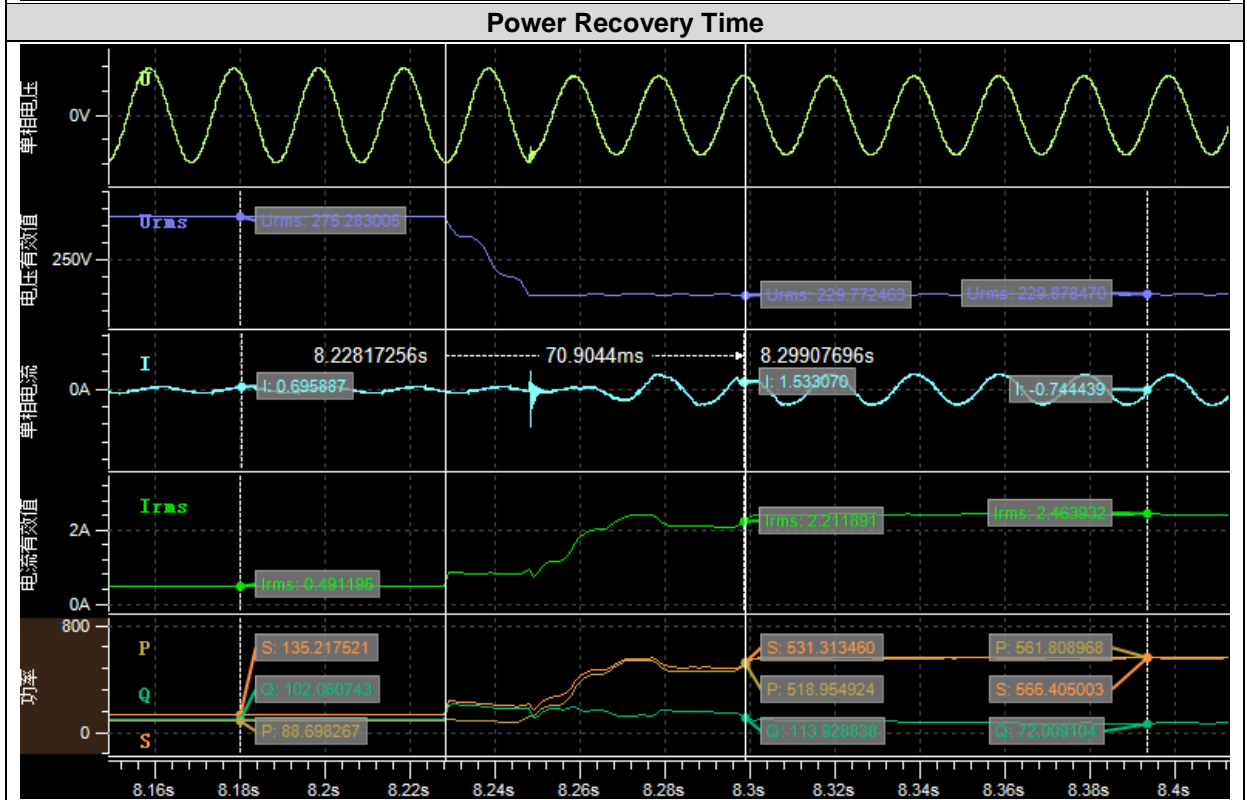 Power Recovery Time
单相电压
U
0V
电压有效值
Urms
250V
Urms: 275.283005
Urms: 229.772463
Urms: 229.878470
单相电流
I
0A
8.22817256s
70.9044ms
8.29907696s
I: 0.695887
I: 1.533070
I: -0.744439
电流有效值
Irms
2A
0A
Irms: 0.491195
Irms: 2.211891
Irms: 2.463932
功率
800
0
P
Q
S
S: 135.217521
Q: 102.060743
P: 88.698267
S: 531.313460
P: 518.954924
Q: -113.928838
P: 561.808968
S: 566.405003
Q: 72.009104
8.16s 8.18s 8.2s 8.22s 8.24s 8.26s 8.28s 8.3s 8.32s 8.34s 8.36s 8.38s 8.4s